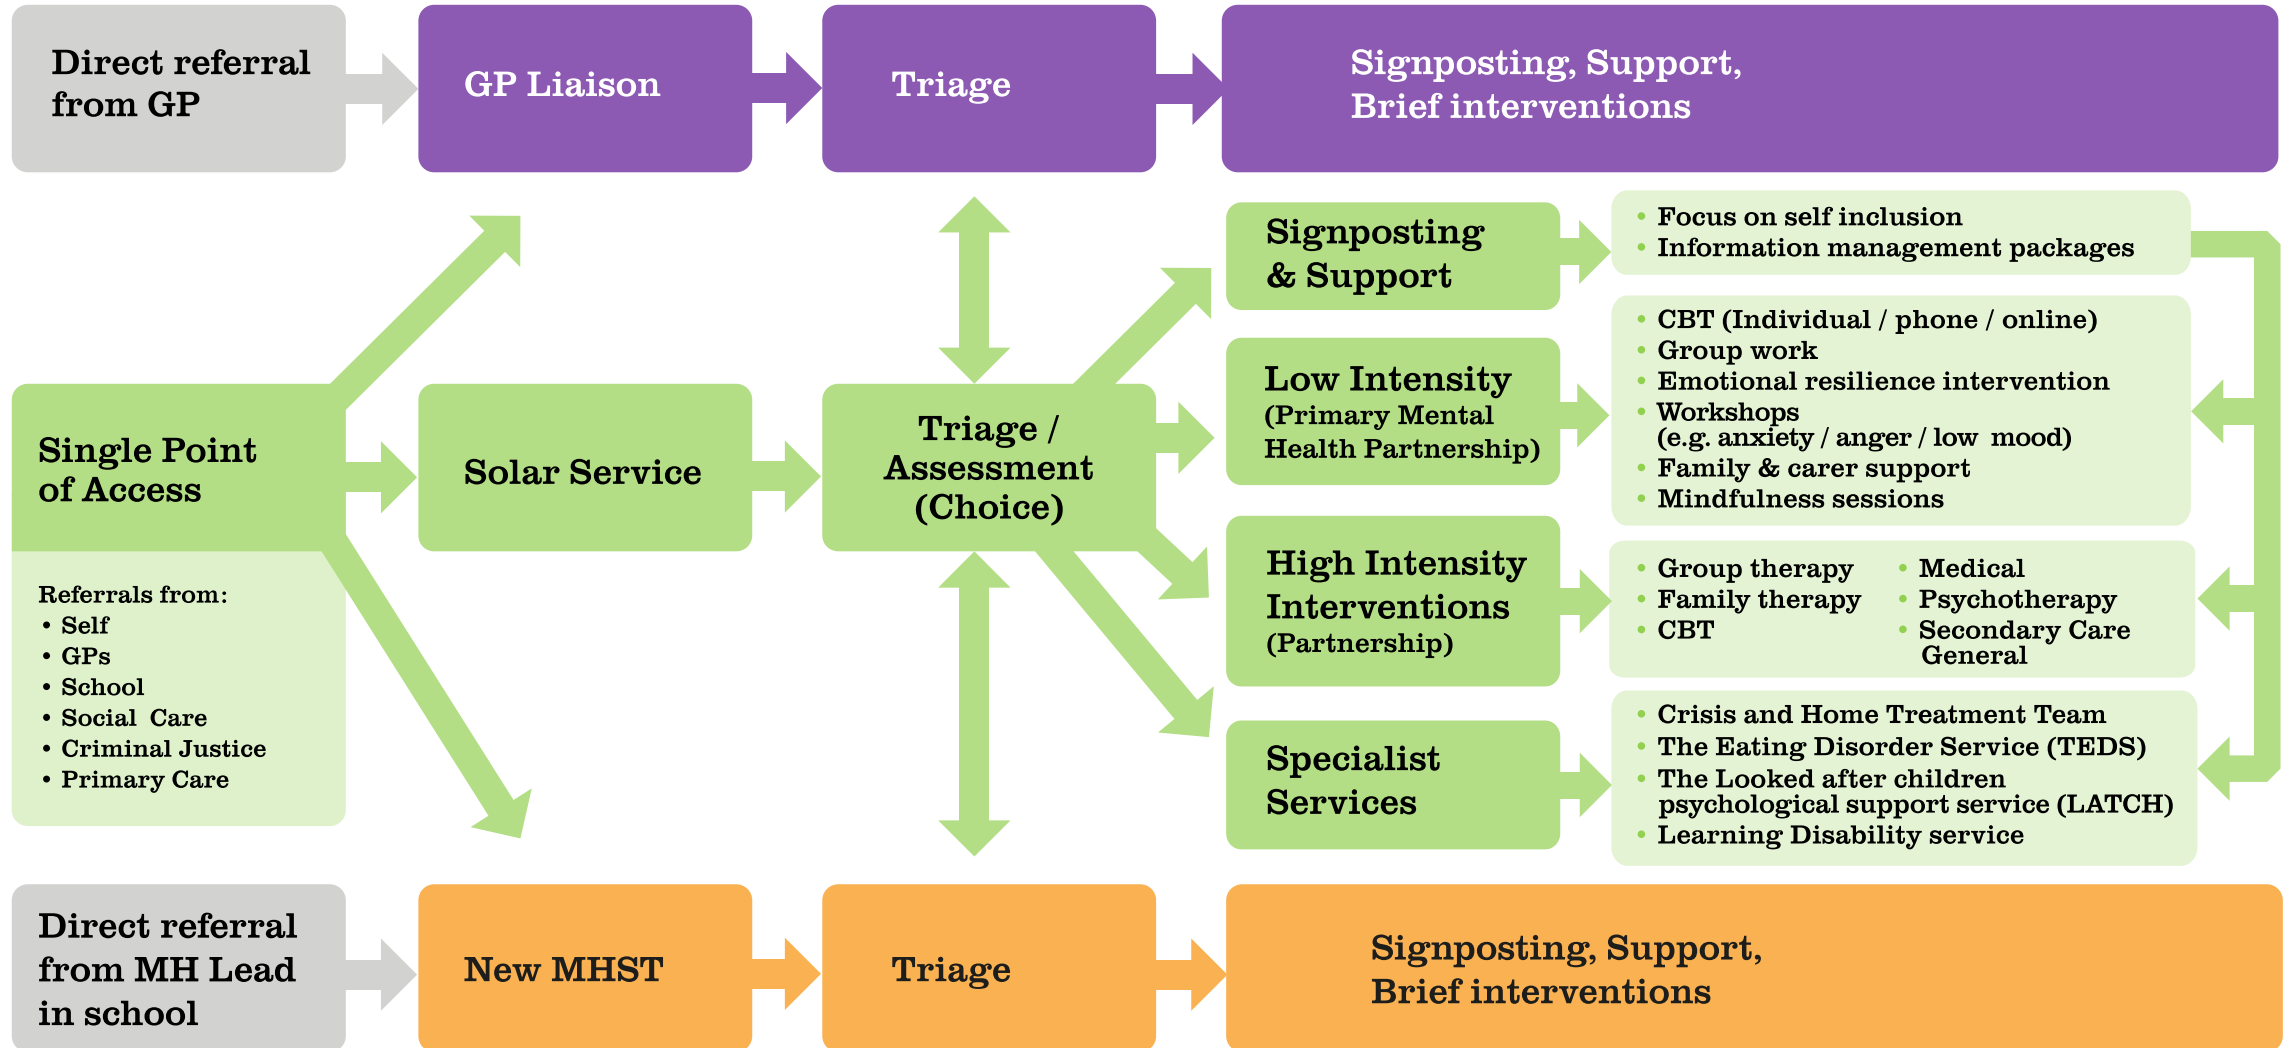 Direct referral
from GP
GP Liaison
Triage
Signposting, Support,
Brief interventions
Single Point
of Access
Referrals from:
• Self
• GPs
• School
• Social  Care
• Criminal Justice
• Primary Care
Solar Service
Triage /
Assessment
(Choice)
Signposting
& Support
• Focus on self inclusion
• Information management packages
Low Intensity
(Primary Mental
Health Partnership)
• CBT (Individual / phone / online)
• Group work
• Emotional resilience intervention
• Workshops
(e.g. anxiety / anger / low  mood)
• Family & carer support
• Mindfulness sessions
High Intensity
Interventions
(Partnership)
• Group therapy
• Family therapy
• CBT
• Medical
• Psychotherapy
• Secondary Care
General
Specialist
Services
• Crisis and Home Treatment Team
• The Eating Disorder Service (TEDS)
• The Looked after children
psychological support service (LATCH)
• Learning Disability service
Direct referral
from MH Lead
in school
New MHST
Triage
Signposting, Support,
Brief interventions